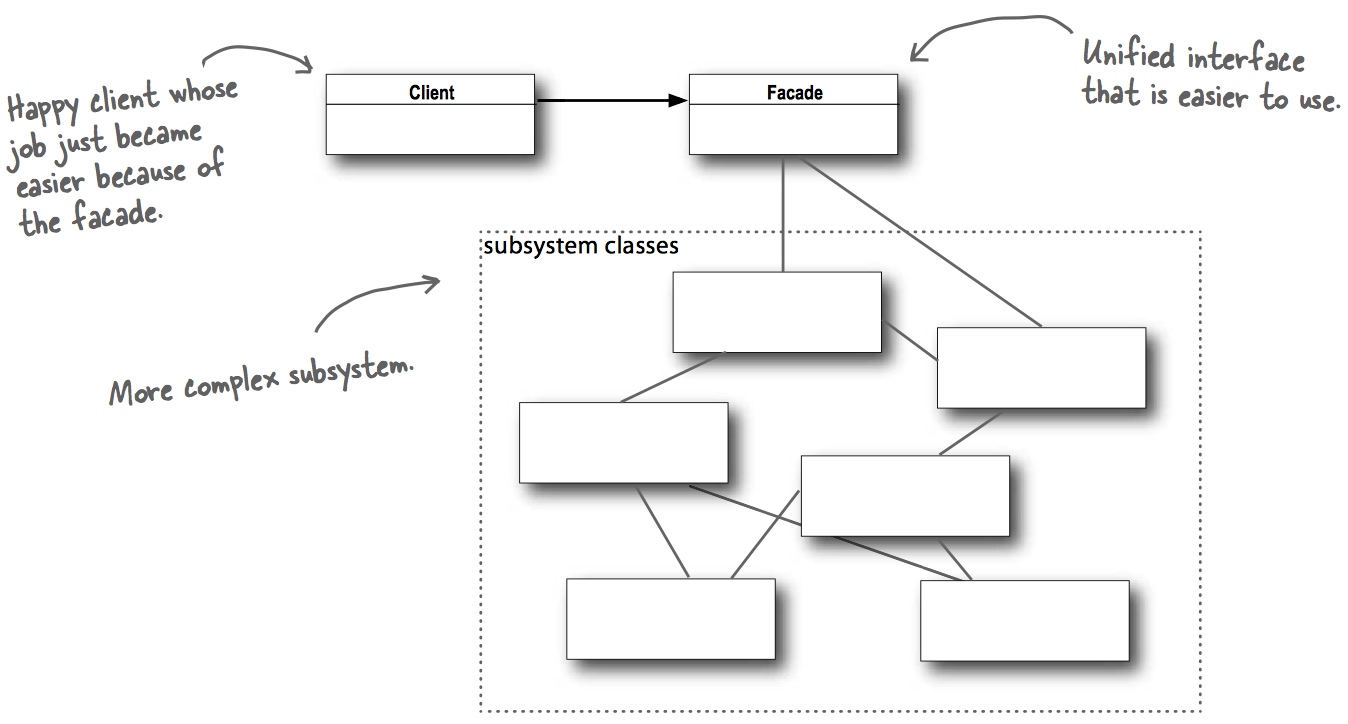 Happy client whose
job just became
easier because of
the facade.
Client
Facade
Unified interface
that is easier to use.
subsystem classes
More complex subsystem.